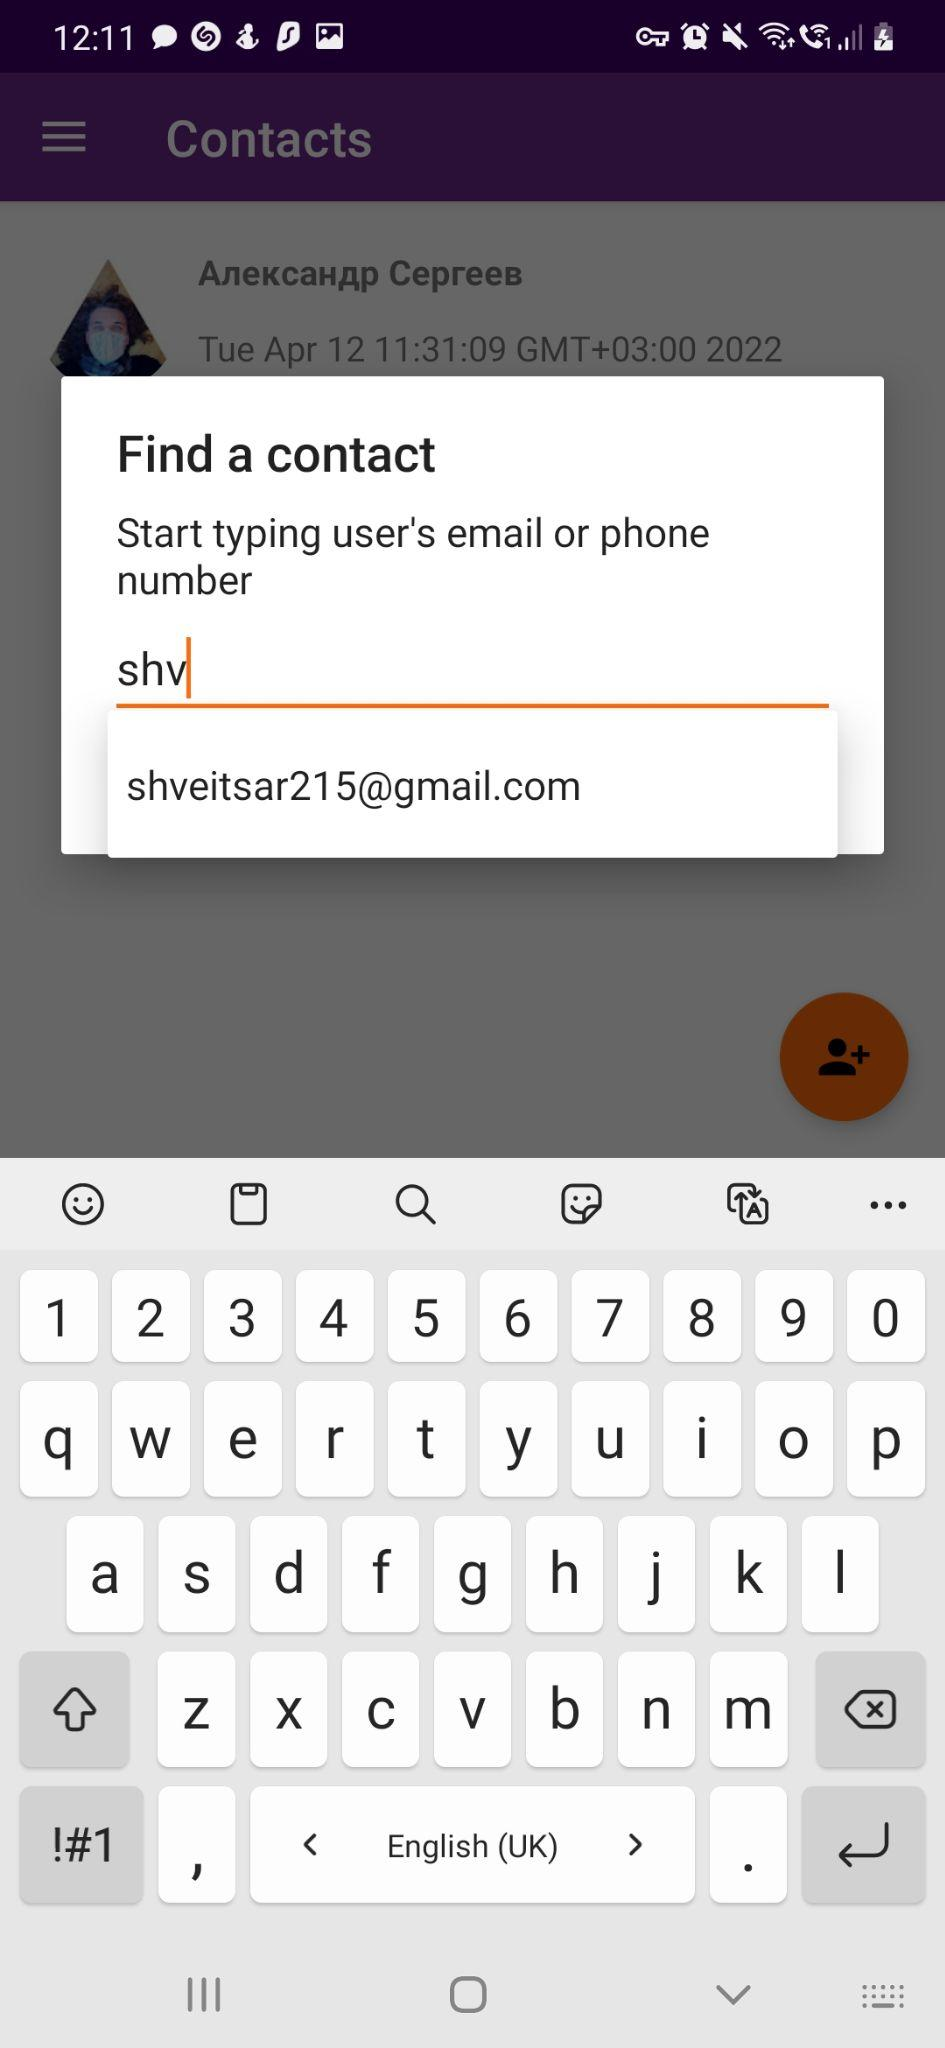 12:11
Contacts
Александр Сергеев
Tue Apr 12 11:31:09 GMT+03:00 2022
Find a contact
Start typing user's email or phone
number
shv
shveitsar215@gmail.com
1 2 3 4 5 6 7 8 9 0
q w e r t y u i o p
a s d f g h j k l
z x c v b n m
!#1 , English (UK) .